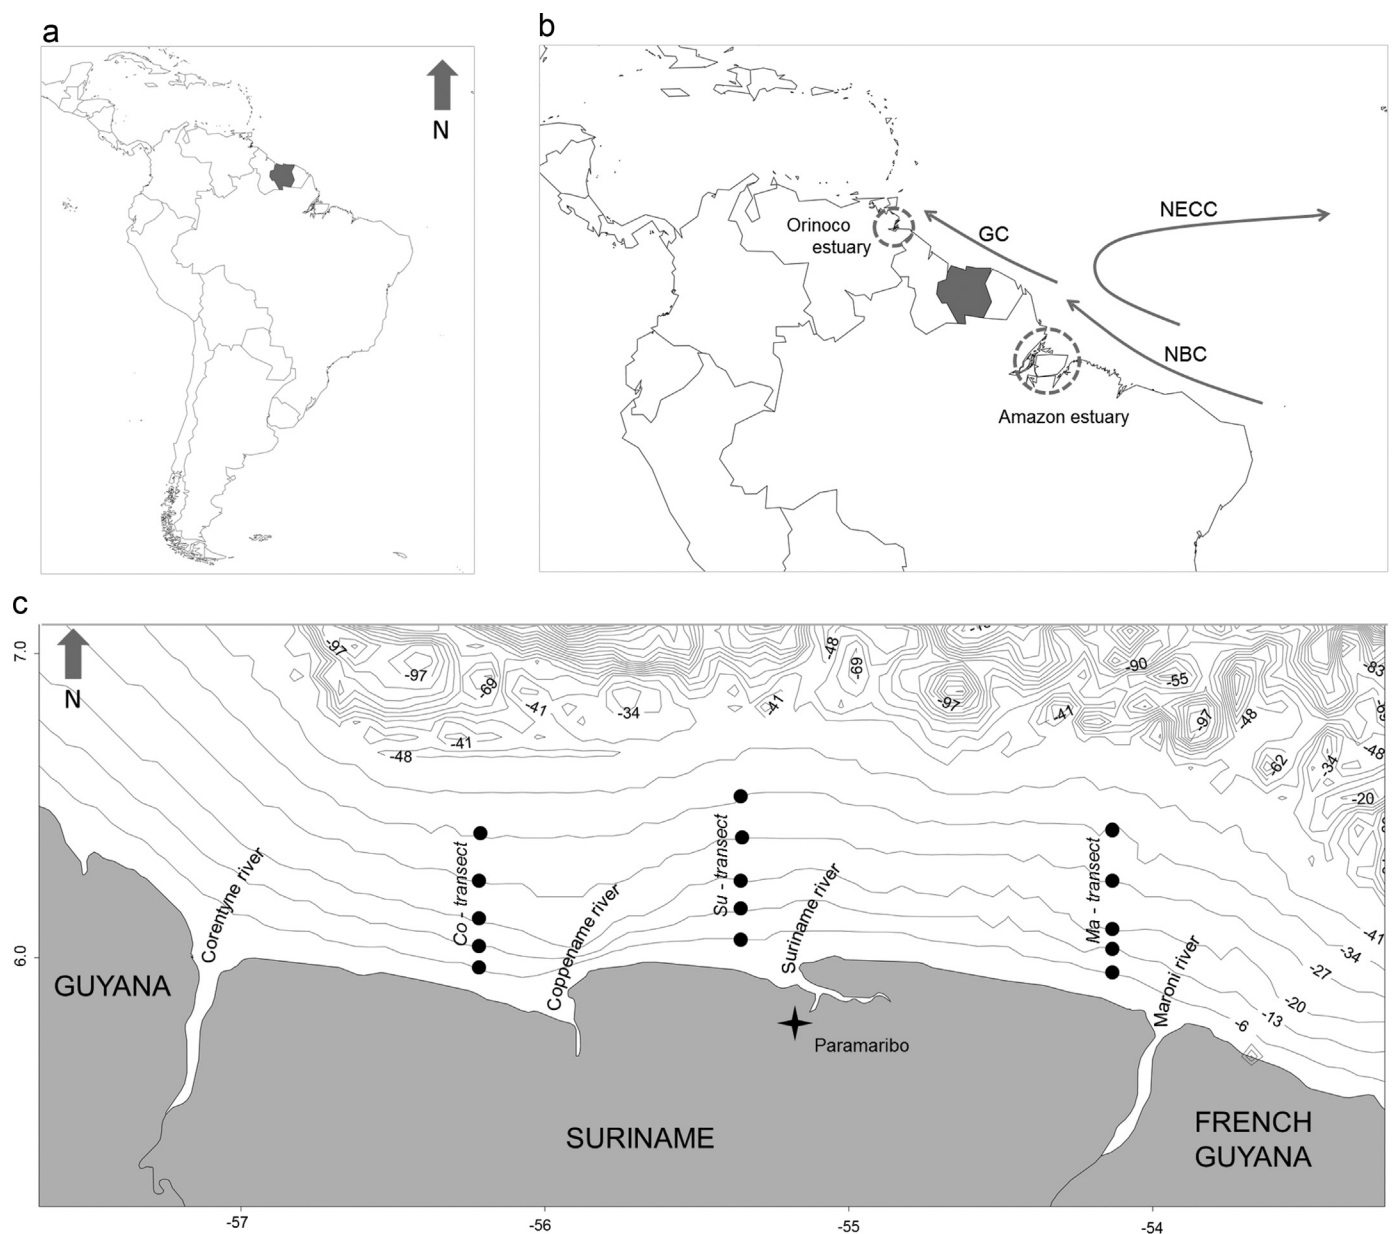 a
N
b
Orinoco
estuary
GC
NECC
NBC
Amazon estuary
c
7.0
6.0
N
-97
-97
-69
-41
-34
-41
-48
-41
-48
-69
-97
-41
-90
-55
-97
-48
-62
-34
-83
-48
-20
-41
-34
-27
-20
-13
-6
Corentyne river
Co - transect
Coppename river
Su - transect
Suriname river
Ma - transect
Maroni river
GUYANA
Paramaribo
SURINAME
FRENCH
GUYANA
-57
-56
-55
-54